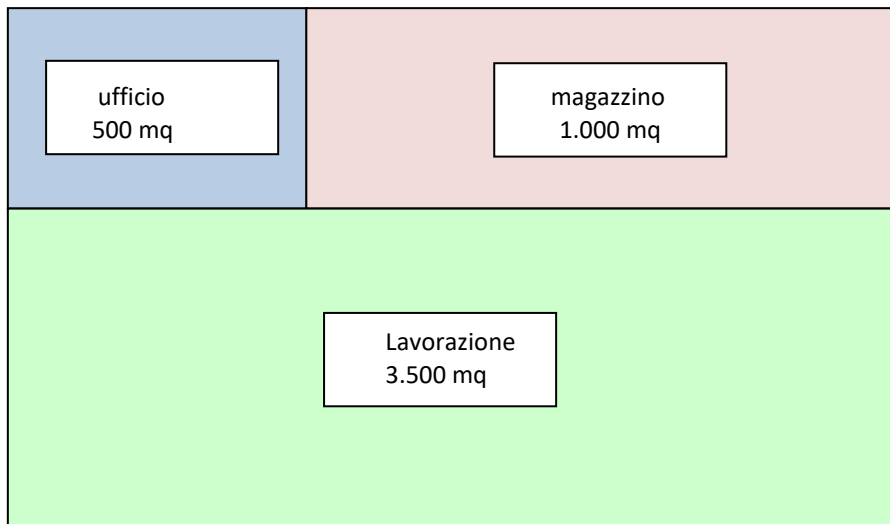 ufficio
500 mq
magazzino
1.000 mq
Lavorazione
3.500 mq